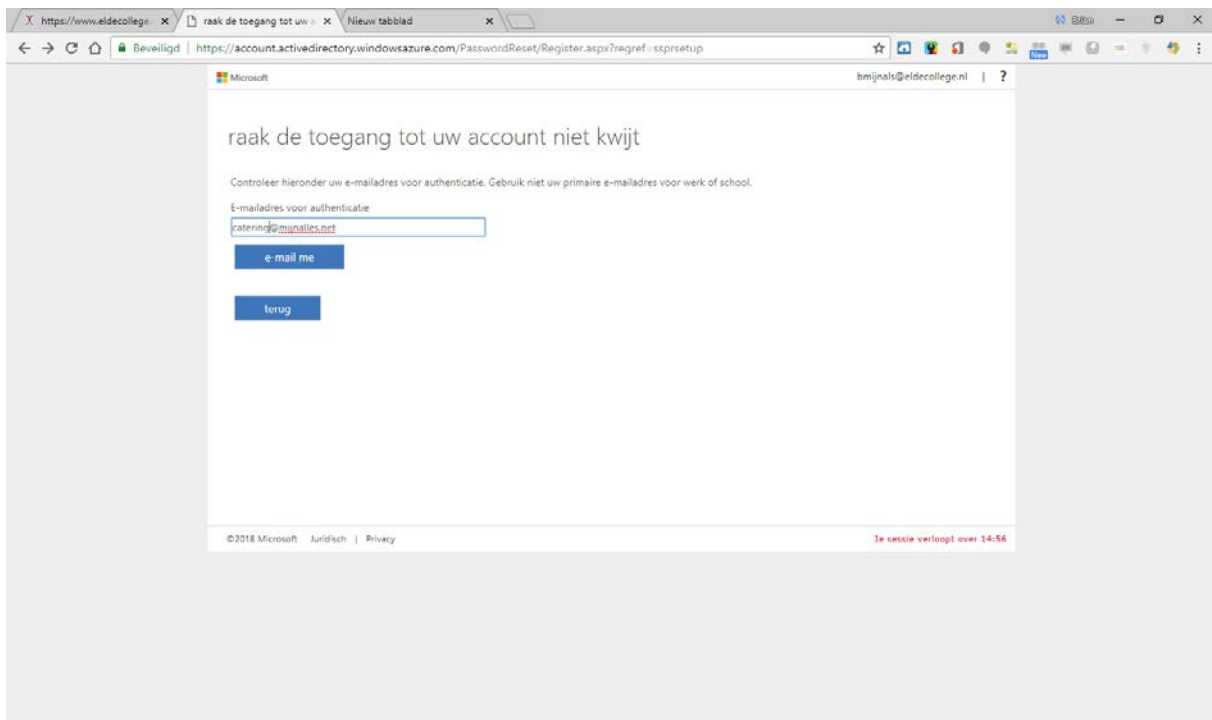 https://www.eldecollege.
raak de toegang tot uw a
Nieuw tabblad
Beveiligd | https://account.activedirectory.windowsazure.com/PasswordReset/Register.aspx?regref=ssprsetup
New
Microsoft
bmijnals@eldecollege.nl | ?
raak de toegang tot uw account niet kwijt
Controleer hieronder uw e-mailadres voor authenticatie. Gebruik niet uw primaire e-mailadres voor werk of school.
E-mailadres voor authenticatie
catering@mijnalles.net
e-mail me
terug
©2018 Microsoft Juridisch | Privacy
Je sessie verloopt over 14:56